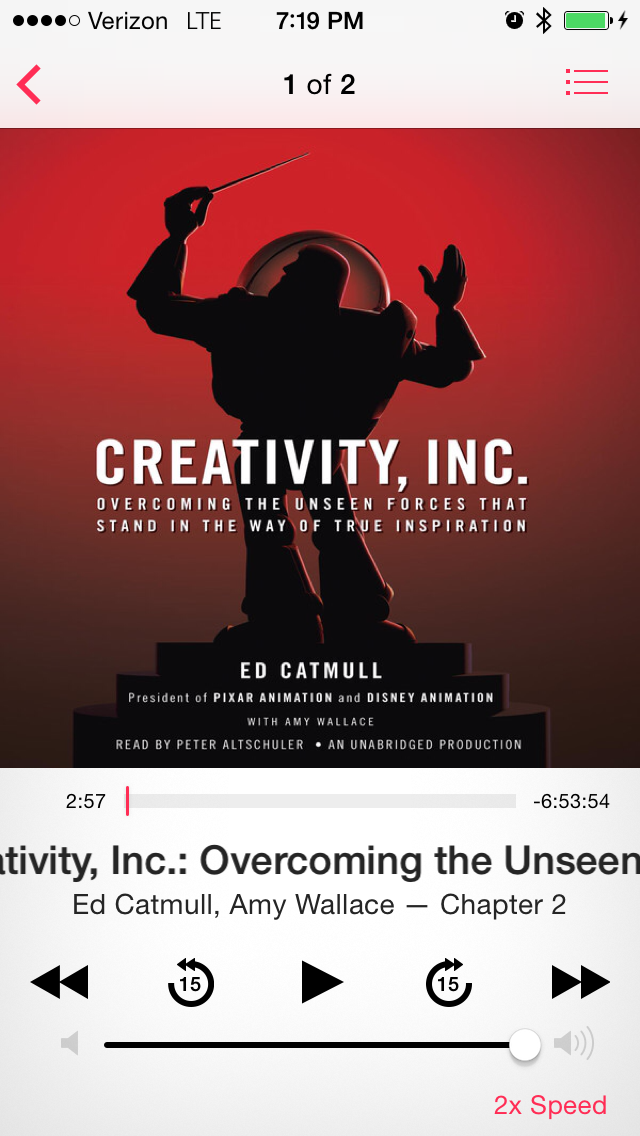 Verizon LTE 7:19 PM
1 of 2
CREATIVITY, INC.
OVERCOMING THE UNSEEN FORCES THAT
STAND IN THE WAY OF TRUE INSPIRATION
ED CATMULL
President of PIXAR ANIMATION and DISNEY ANIMATION
WITH AMY WALLACE
READ BY PETER ALTSCHULER • AN UNABRIDGED PRODUCTION
2:57 -6:53:54
ativity, Inc.: Overcoming the Unseen
Ed Catmull, Amy Wallace — Chapter 2
15 15
2x Speed